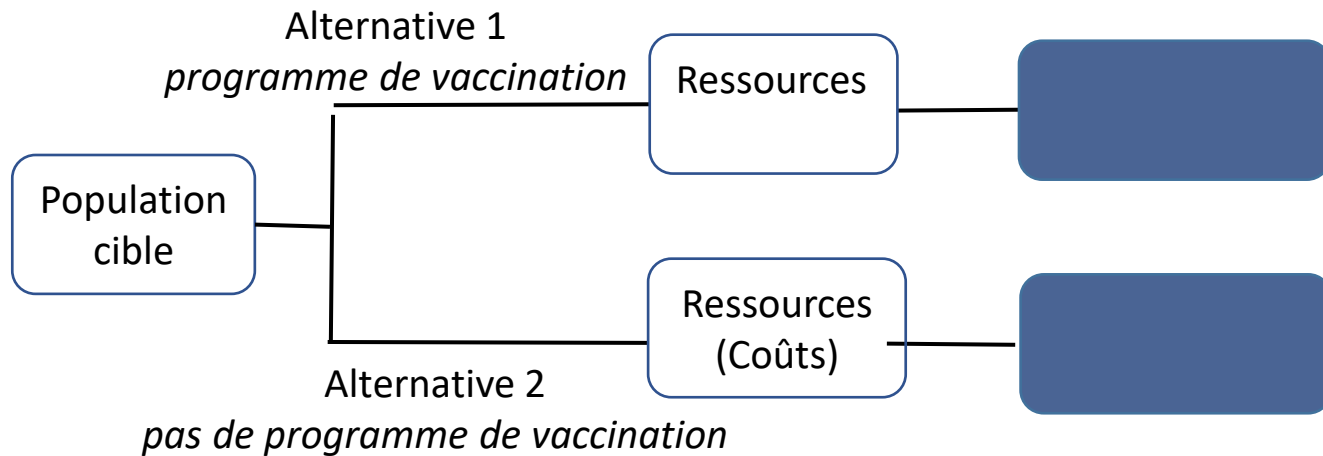 Alternative 1
programme de vaccination
Ressources
Population
cible
Ressources
(Coûts)
Alternative 2
pas de programme de vaccination